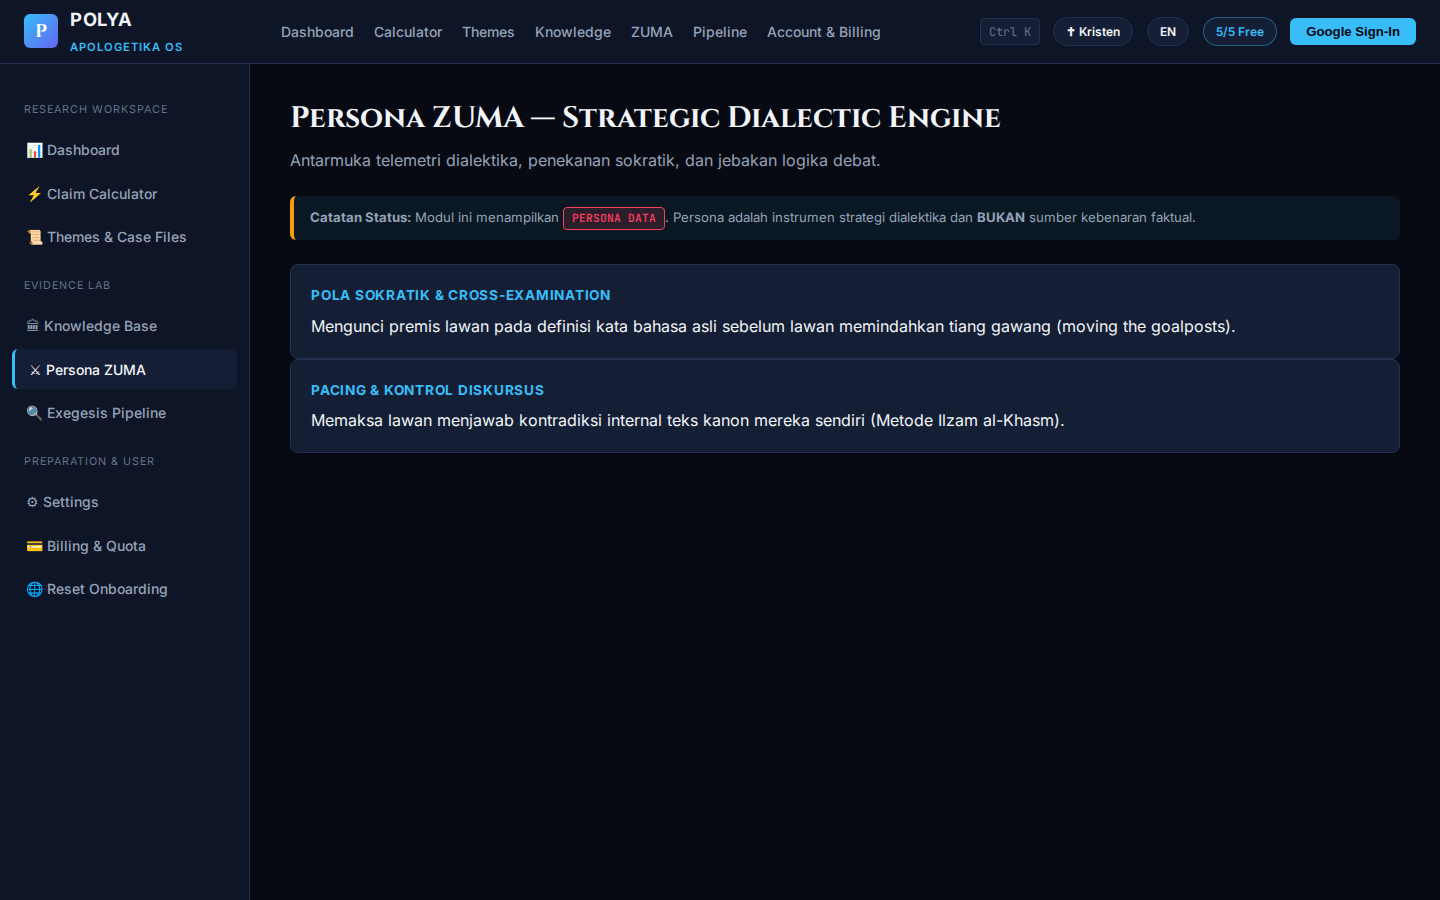 P
POLYA
APOLOGETIKA OS
Dashboard Calculator Themes Knowledge ZUMA Pipeline Account & Billing
Ctrl K
✝ Kristen
EN
5/5 Free
Google Sign-In
RESEARCH WORKSPACE
📊 Dashboard
⚡ Claim Calculator
📜 Themes & Case Files
EVIDENCE LAB
🏛 Knowledge Base
⚔ Persona ZUMA
🔍 Exegesis Pipeline
PREPARATION & USER
⚙ Settings
💳 Billing & Quota
🌐 Reset Onboarding
Persona ZUMA — Strategic Dialectic Engine
Antarmuka telemetri dialektika, penekanan sokratik, dan jebakan logika debat.
Catatan Status: Modul ini menampilkan PERSONA DATA. Persona adalah instrumen strategi dialektika dan BUKAN sumber kebenaran faktual.
POLA SOKRATIK & CROSS-EXAMINATION
Mengunci premis lawan pada definisi kata bahasa asli sebelum lawan memindahkan tiang gawang (moving the goalposts).
PACING & KONTROL DISKURSUS
Memaksa lawan menjawab kontradiksi internal teks kanon mereka sendiri (Metode Ilzam al-Khasm).